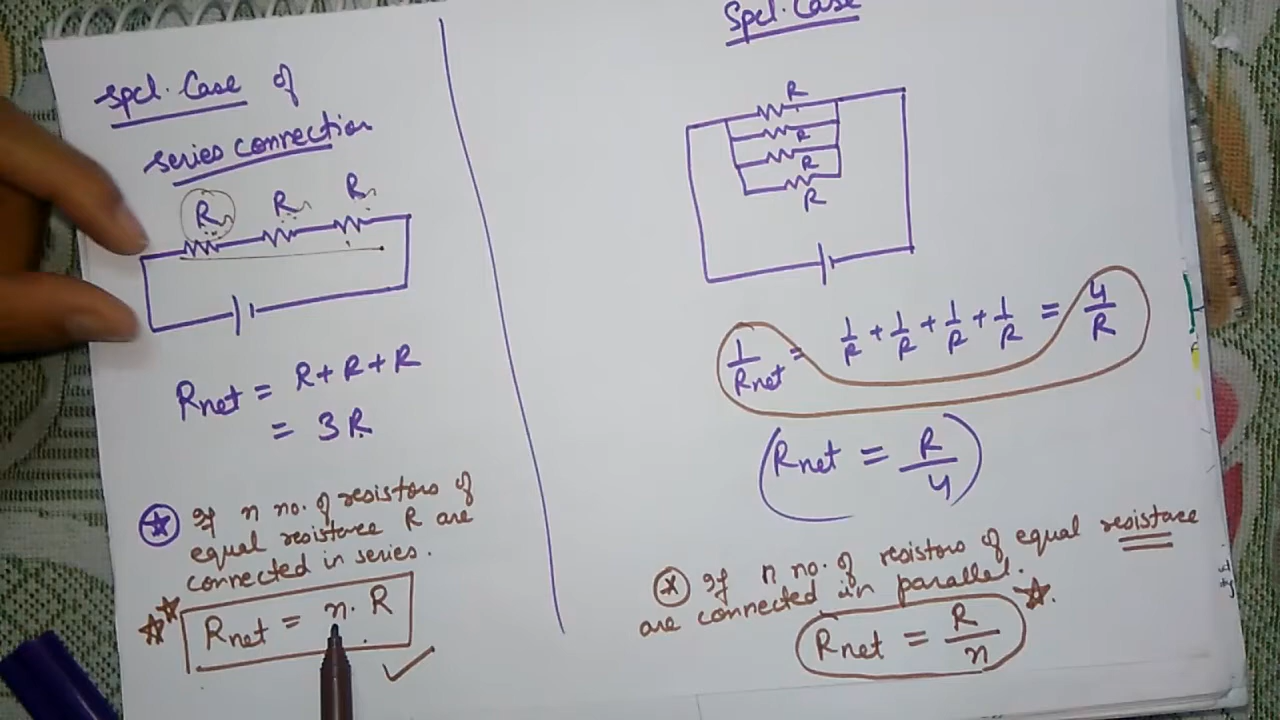 Spcl. Case of
series connection
R R R
Rnet = R + R + R
= 3R
If n no. of resistors of
equal resistance R are
connected in series.
Rnet = n. R
Spcl. Case
R
R
R
R
1/Rnet = 1/R + 1/R + 1/R + 1/R = 4/R
Rnet = R/4
If n no. of resistors of equal resistace
are connected in parallel.
Rnet = R/n